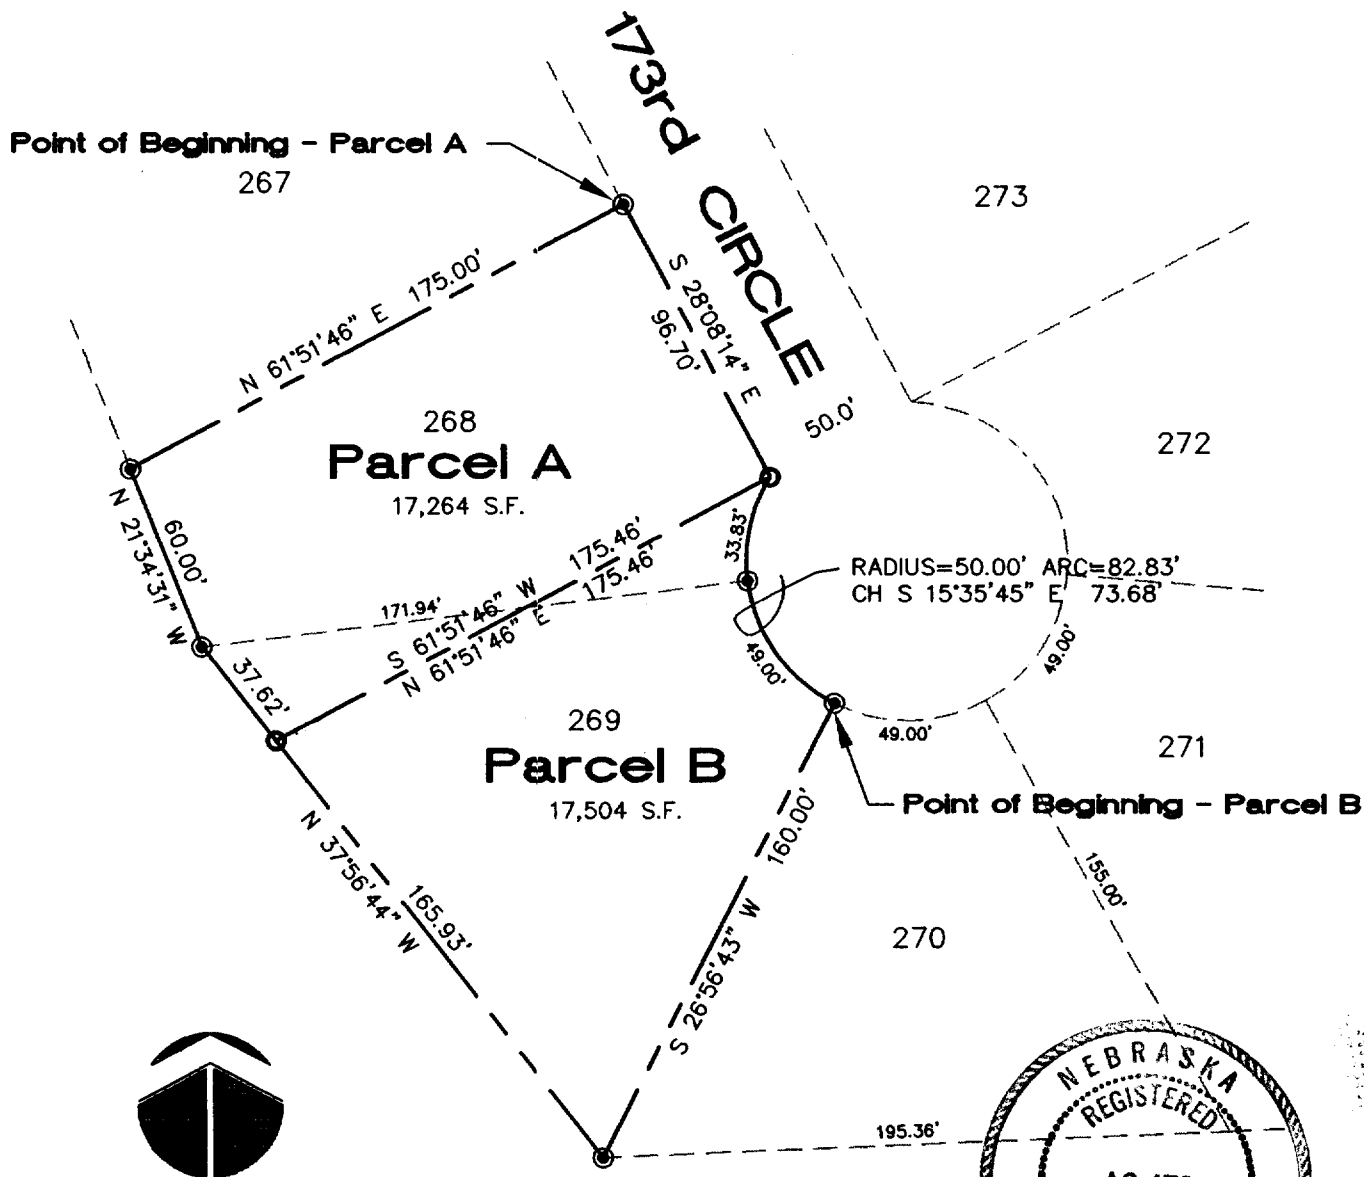 173rd CIRCLE
Point of Beginning - Parcel A
267
273
N 61°51'46" E 175.00'
S 28°08'14" E
96.70'
50.0'
268
Parcel A
17,264 S.F.
272
60.00'
N 21°34'31" W
33.83'
RADIUS=50.00' ARC=82.83'
CH S 15°35'45" E 73.68'
S 61°51'46" W 175.46'
N 61°51'46" E 175.46'
171.94'
37.62'
49.00'
49.00'
49.00'
269
Parcel B
17,504 S.F.
271
Point of Beginning - Parcel B
N 37°56'44" W
165.93'
S 26°56'43" W 160.00'
155.00'
270
195.36'
NEBRASKA
REGISTERED